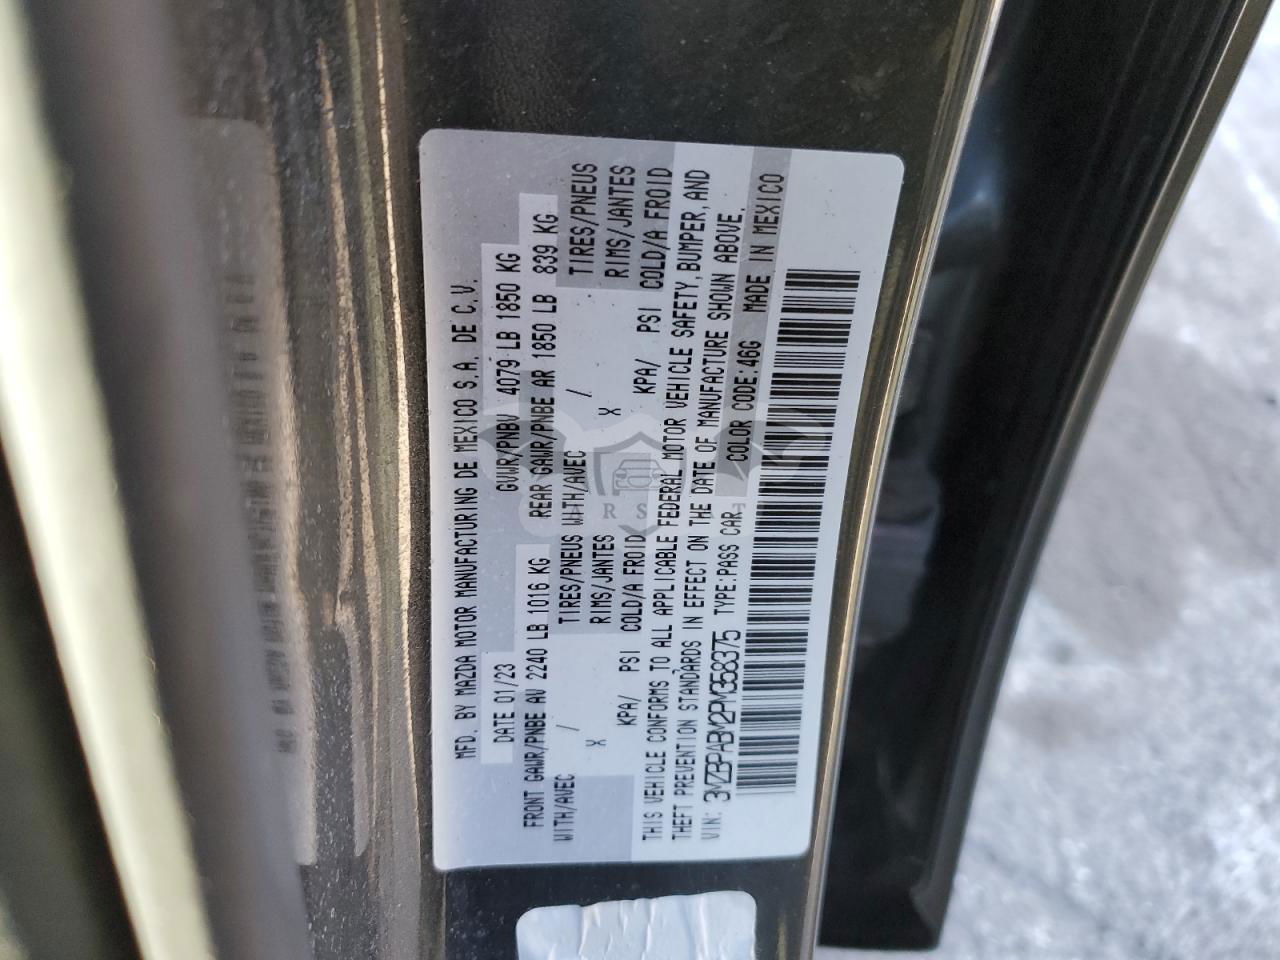 MFD. BY MAZDA MOTOR MANUFACTURING DE MEXICO S.A. DE C.V.
DATE 01/23 GVWR/PNBV 4079 LB 1850 KG
FRONT GAWR/PNBE AV 2240 LB 1016 KG REAR GAWR/PNBE AR 1850 LB 839 KG
WITH/AVEC / TIRES/PNEUS WITH/AVEC / TIRES/PNEUS
X RIMS/JANTES X RIMS/JANTES
KPA/ PSI COLD/A FROID KPA/ PSI COLD/A FROID
THIS VEHICLE CONFORMS TO ALL APPLICABLE FEDERAL MOTOR VEHICLE SAFETY, BUMPER, AND
THEFT PREVENTION STANDARDS IN EFFECT ON THE DATE OF MANUFACTURE SHOWN ABOVE.
VIN: 3MZBPABM2PM368375 TYPE:PASS CAR COLOR CODE:46G MADE IN MEXICO